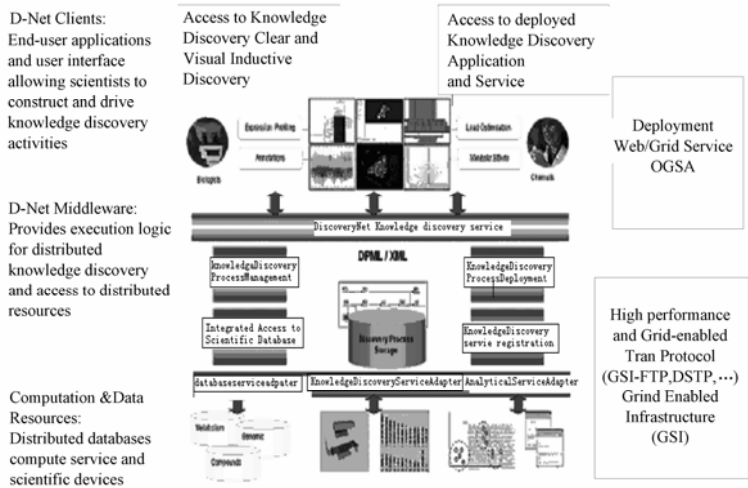 D-Net Clients:
End-user applications
and user interface
allowing scientists to
construct and drive
knowledge discovery
activities
Access to Knowledge
Discovery Clear and
Visual Inductive
Discovery
Access to deployed
Knowledge Discovery
Application
and Service
Expression Profiling
Annotations
Biologists
Lead Optimisation
Metabolic Effects
Chemists
Deployment
Web/Grid Service
OGSA
D-Net Middleware:
Provides execution logic
for distributed
knowledge discovery
and access to distributed
resources
DiscoveryNet Knowledge discovery service
DPML / XML
knowledgaDiscovery
ProcessManagement
KnowledgeDiscovery
ProcessDeployment
Integrated Access to
Scientific Database
Discovery Process
Storage
KnowledgeDiscovery
servie registration
High performance
and Grid-enabled
Tran Protocol
(GSI-FTP,DSTP,⋯)
Grind Enabled
Infrastructure
(GSI)
databaseserviceadpater
KnowledgeDiscoveryServiceAdapter
AnalyticalServiceAdapter
Computation &Data
Resources:
Distributed databases
compute service and
scientific devices
Metabolism
Genomic
Compounds